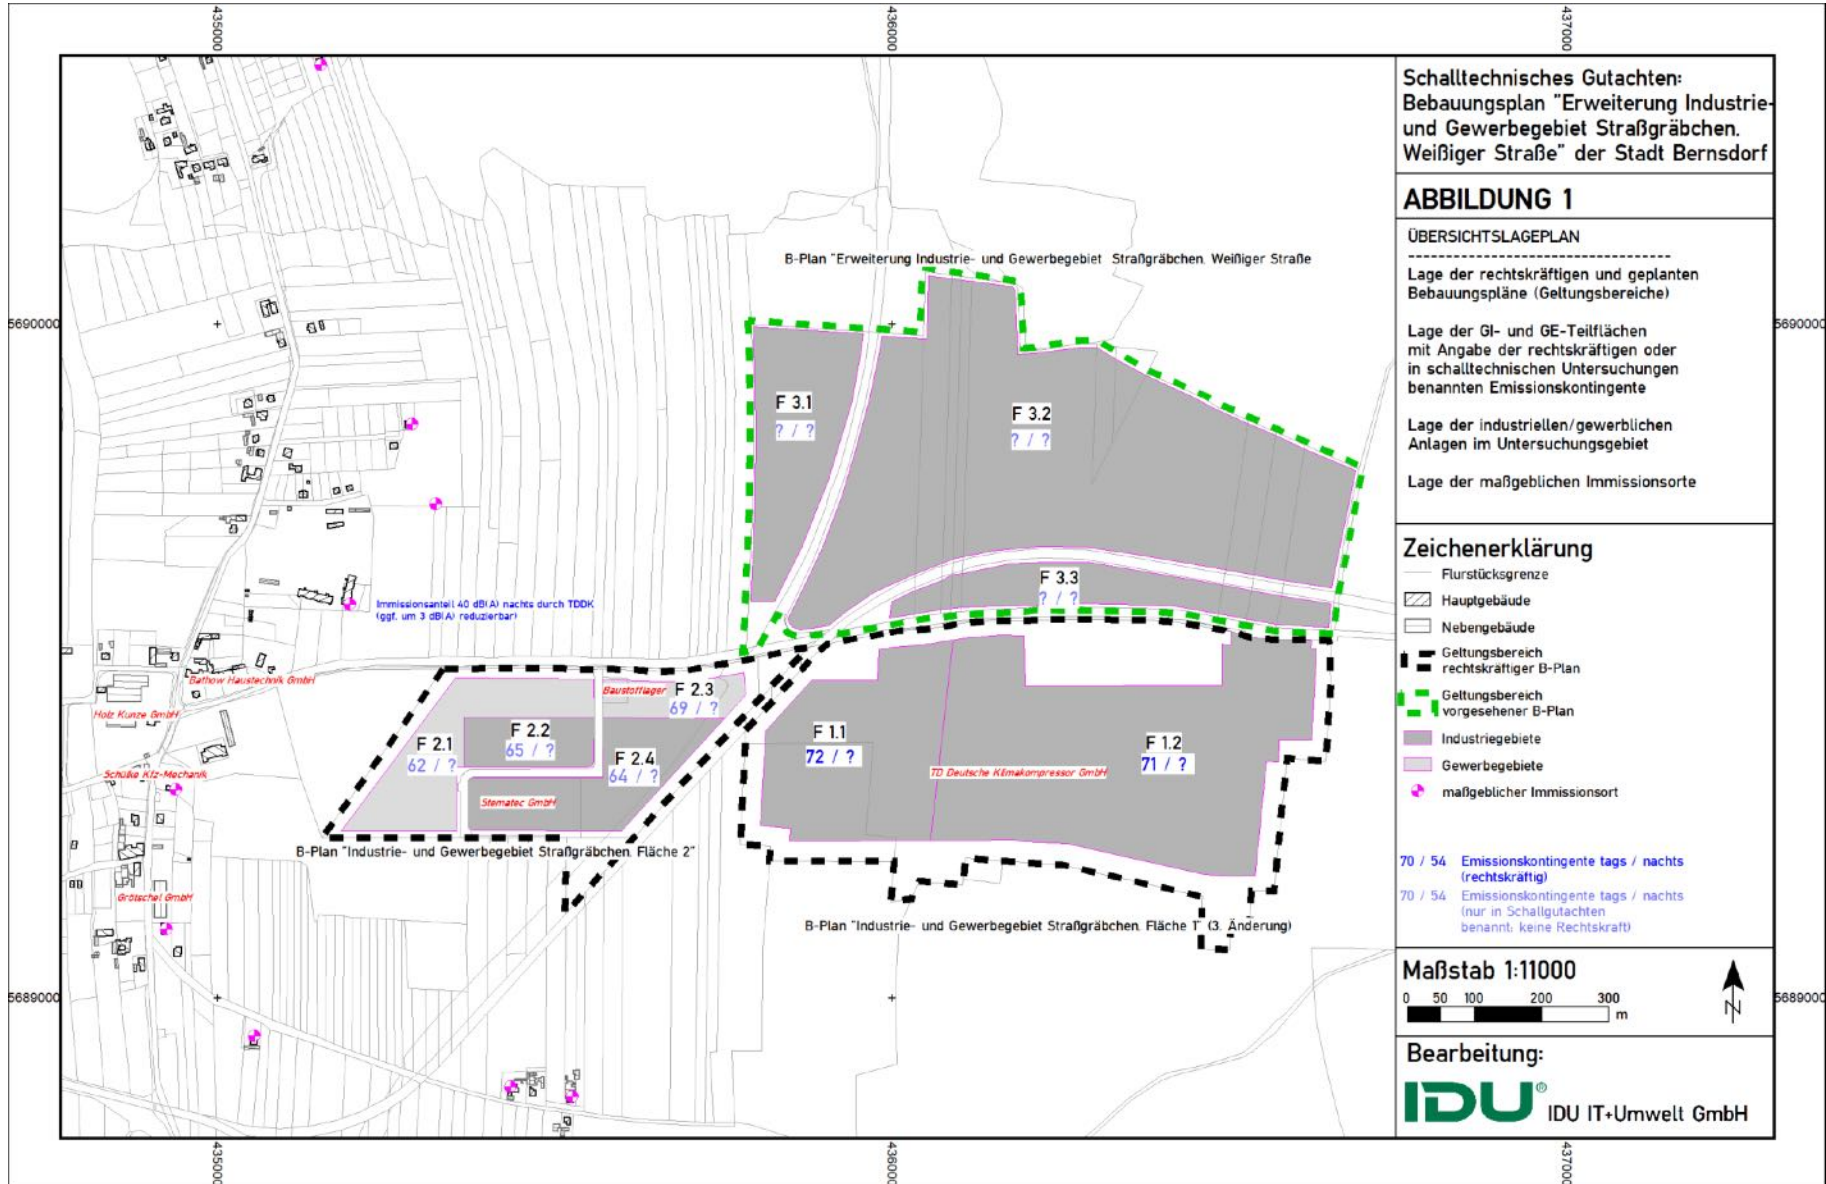 435000
436000
437000
5690000
5690000
5689000
5689000
435000
436000
437000
B-Plan "Erweiterung Industrie- und Gewerbegebiet Straßgräbchen, Weißiger Straße
F 3.1
? / ?
F 3.2
? / ?
F 3.3
? / ?
Immissionsanteil 40 dB(A) nachts durch TDDK
(ggf. um 3 dB(A) reduzierbar)
Bathow Haustechnik GmbH
Holz Kunze GmbH
Schülke Kfz-Mechanik
Grötschel GmbH
Baustofflager
F 2.3
69 / ?
F 2.2
65 / ?
F 2.1
62 / ?
F 2.4
64 / ?
Stematec GmbH
F 1.1
72 / ?
F 1.2
71 / ?
TD Deutsche Klimakompressor GmbH
B-Plan "Industrie- und Gewerbegebiet Straßgräbchen, Fläche 2"
B-Plan "Industrie- und Gewerbegebiet Straßgräbchen, Fläche 1" (3. Änderung)
Schalltechnisches Gutachten:
Bebauungsplan "Erweiterung Industrie-
und Gewerbegebiet Straßgräbchen,
Weißiger Straße" der Stadt Bernsdorf
ABBILDUNG 1
ÜBERSICHTSLAGEPLAN
------------------------------
Lage der rechtskräftigen und geplanten
Bebauungspläne (Geltungsbereiche)
Lage der GI- und GE-Teilflächen
mit Angabe der rechtskräftigen oder
in schalltechnischen Untersuchungen
benannten Emissionskontingente
Lage der industriellen/gewerblichen
Anlagen im Untersuchungsgebiet
Lage der maßgeblichen Immissionsorte
Zeichenerklärung
Flurstücksgrenze
Hauptgebäude
Nebengebäude
Geltungsbereich
rechtskräftiger B-Plan
Geltungsbereich
vorgesehener B-Plan
Industriegebiete
Gewerbegebiete
maßgeblicher Immissionsort
70 / 54 Emissionskontingente tags / nachts
(rechtskräftig)
70 / 54 Emissionskontingente tags / nachts
(nur in Schallgutachten
benannt; keine Rechtskraft)
Maßstab 1:11000
0 50 100 200 300
m
N
Bearbeitung:
IDU® IDU IT+Umwelt GmbH